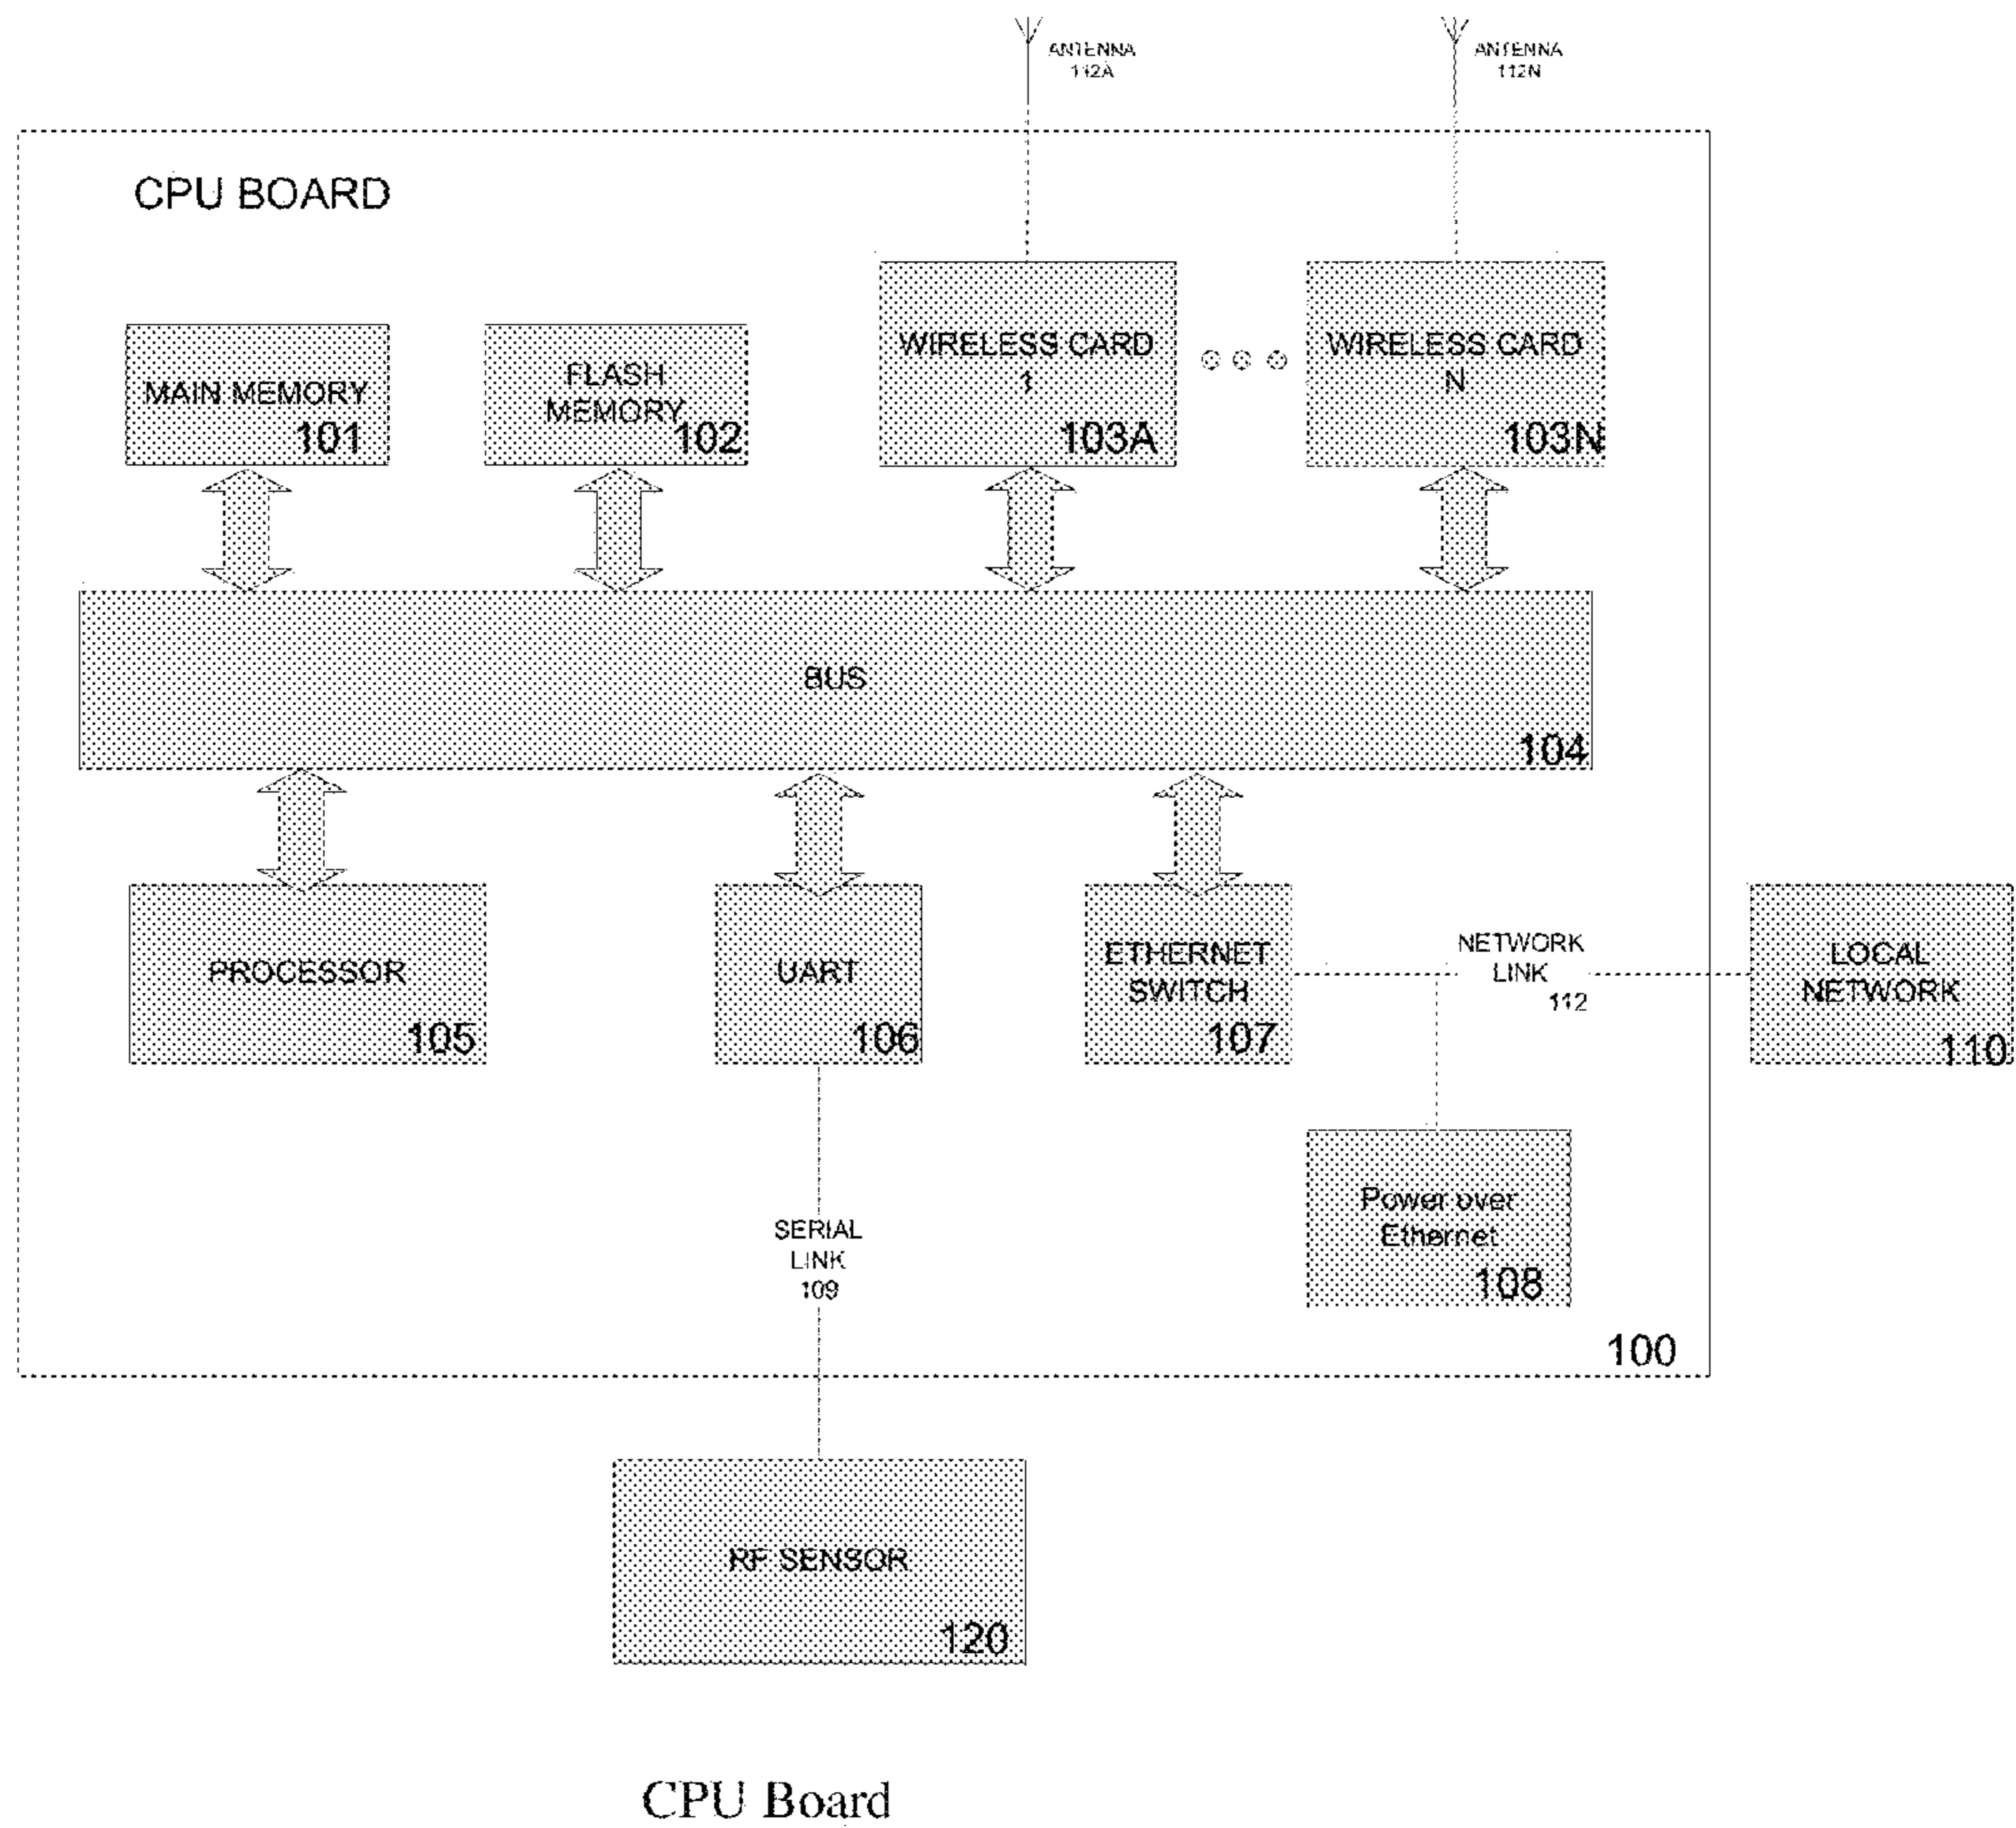 ANTENNA
112A
ANTENNA
112N
CPU BOARD
MAIN MEMORY
101
FLASH
MEMORY
102
WIRELESS CARD
1
103A
WIRELESS CARD
N
103N
BUS
104
PROCESSOR
105
UART
106
ETHERNET
SWITCH
107
NETWORK
LINK
112
LOCAL
NETWORK
110
Power over
Ethernet
108
SERIAL
LINK
109
100
RF SENSOR
120
CPU Board